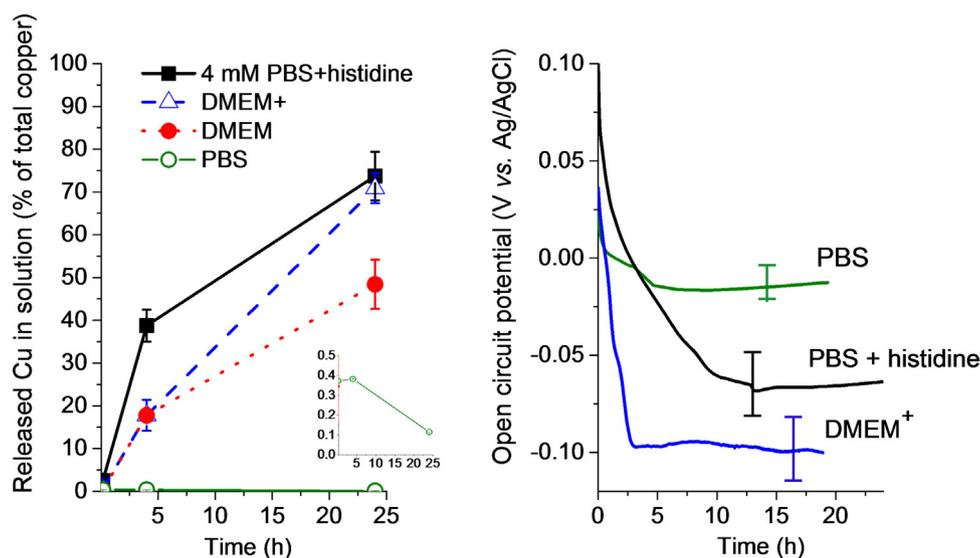 Released Cu in solution (% of total copper)
100
90
80
70
60
50
40
30
20
10
0
4 mM PBS+histidine
DMEM+
DMEM
PBS
0.5
0.4
0.3
0.2
0.1
0.0
0 5 10 15 20 25
5 10 15 20 25
Time (h)
Open circuit potential (V vs. Ag/AgCl)
0.10
0.05
0.00
-0.05
-0.10
PBS
PBS + histidine
DMEM⁺
0 5 10 15 20
Time (h)